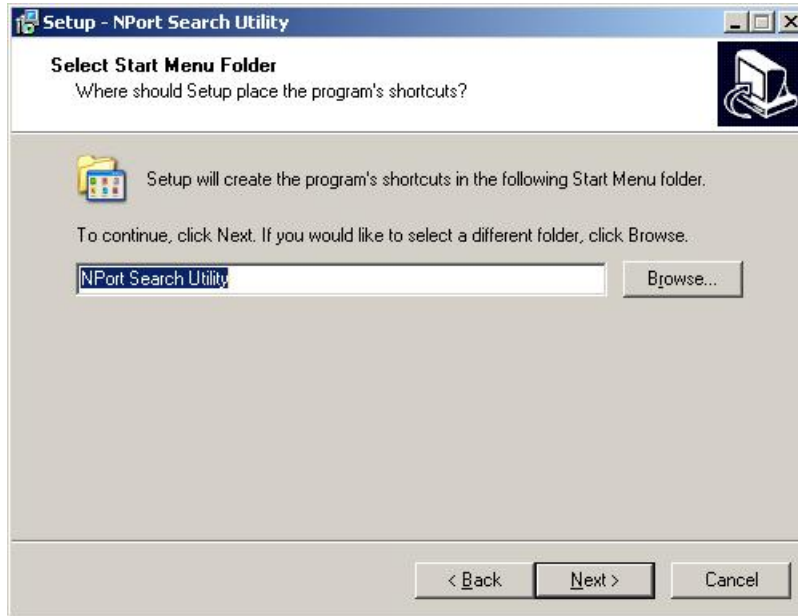 Setup - NPort Search Utility
Select Start Menu Folder
Where should Setup place the program's shortcuts?
Setup will create the program's shortcuts in the following Start Menu folder.
To continue, click Next. If you would like to select a different folder, click Browse.
NPort Search Utility
Browse...
< Back
Next >
Cancel